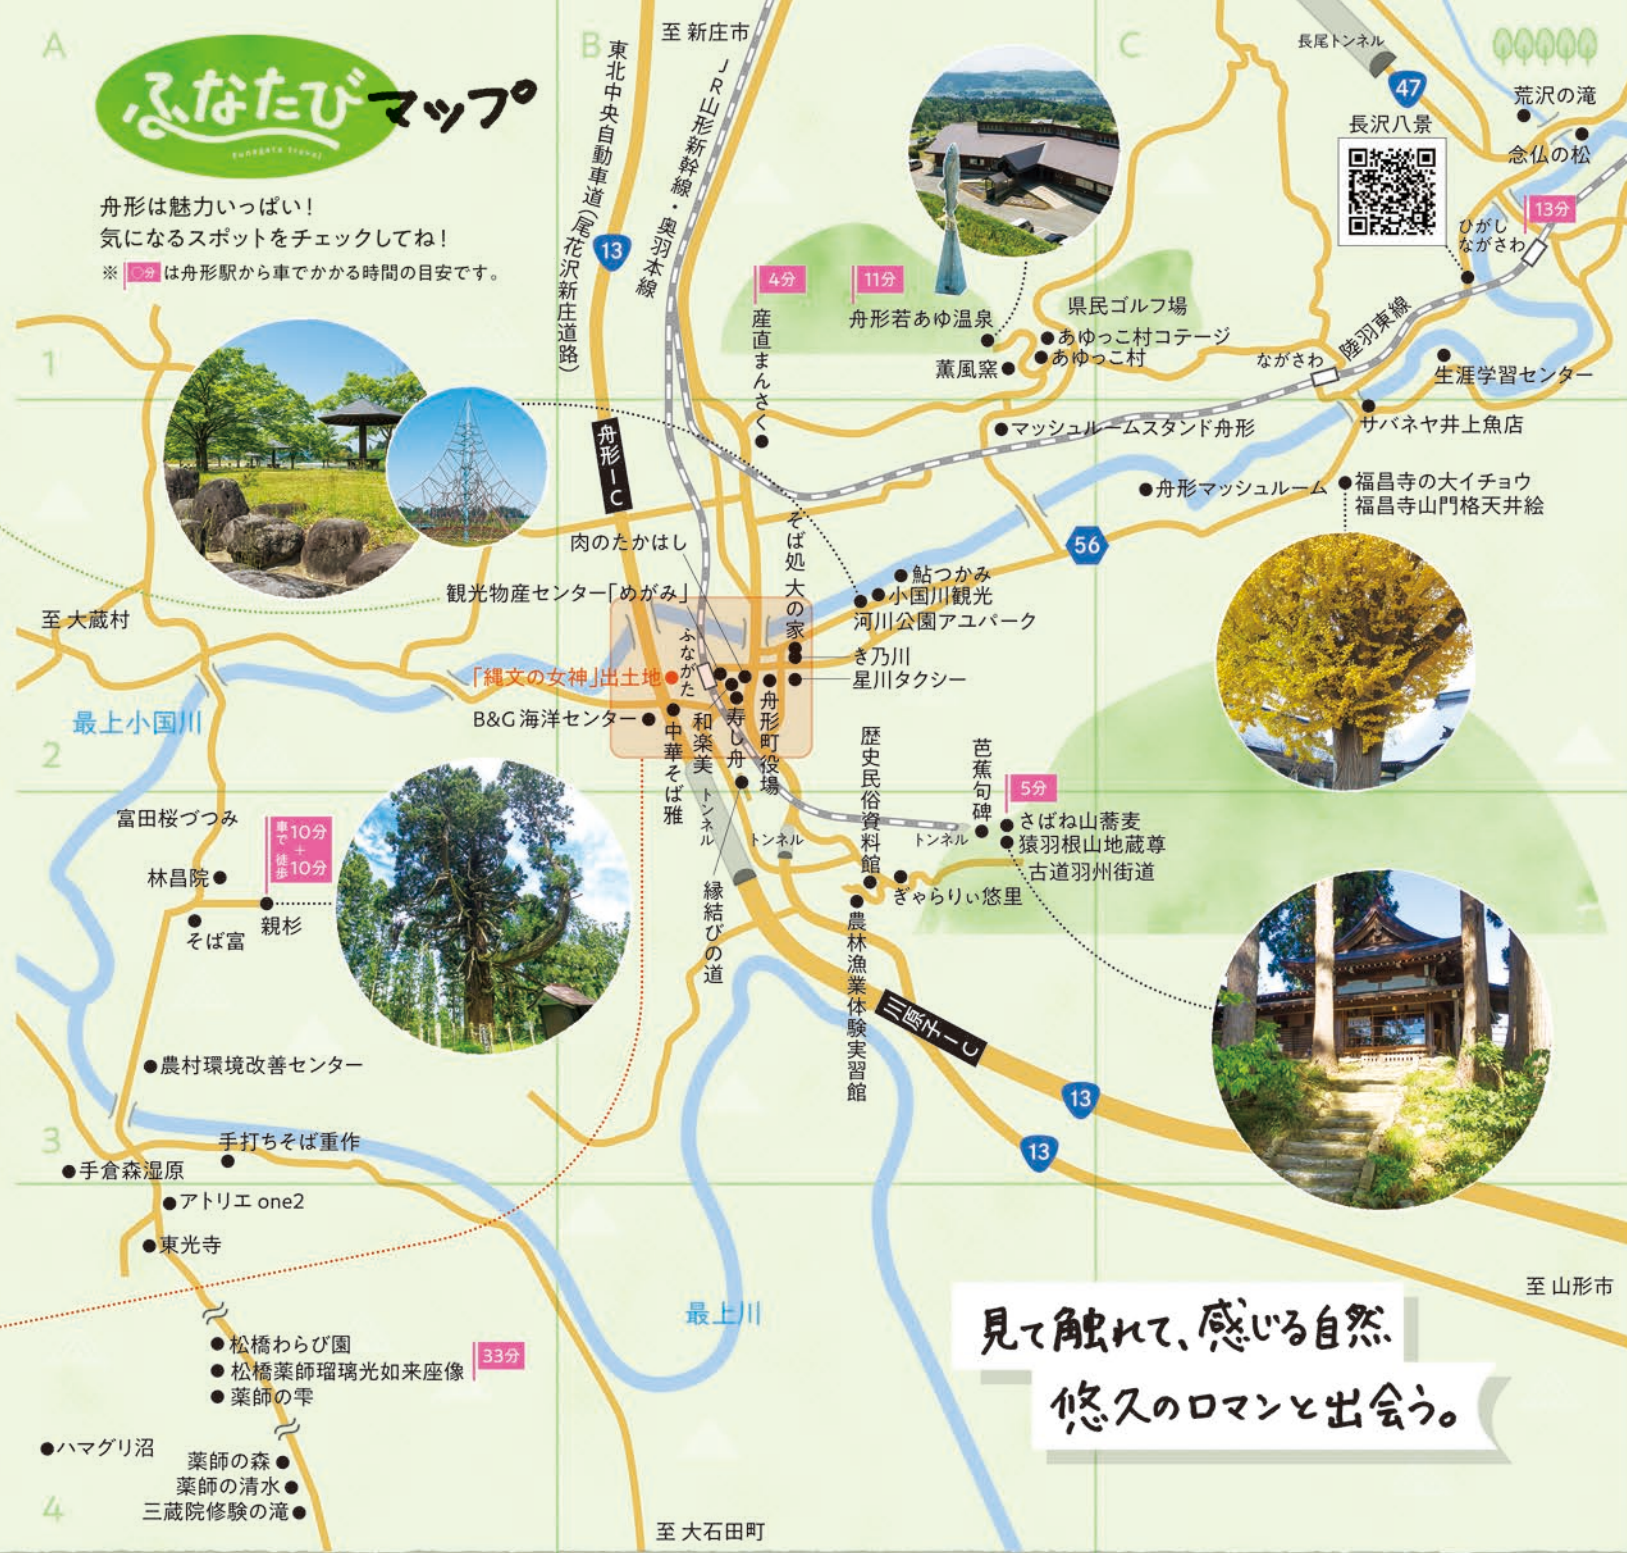 A
B
C
1
2
3
4
ふなたび
funagata travel
マップ
舟形は魅力いっぱい！
気になるスポットをチェックしてね！
※ ○分 は舟形駅から車でかかる時間の目安です。
至 新庄市
東北中央自動車道（尾花沢新庄道路）
JR山形新幹線・奥羽本線
13
長尾トンネル
47
荒沢の滝
念仏の松
長沢八景
13分
ひがし
ながさわ
4分
産直まんさく
11分
舟形若あゆ温泉
薫風窯
県民ゴルフ場
あゆっこ村コテージ
あゆっこ村
ながさわ
陸羽東線
生涯学習センター
サバネヤ井上魚店
マッシュルームスタンド舟形
舟形マッシュルーム
福昌寺の大イチョウ
福昌寺山門格天井絵
56
舟形IC
肉のたかはし
観光物産センター「めがみ」
そば処 大の家
鮎つかみ
小国川観光
河川公園アユパーク
き乃川
星川タクシー
至 大蔵村
最上小国川
ふながた
「縄文の女神」出土地
B&G海洋センター
中華そば雅
和楽美
寿し舟
舟形町役場
トンネル
トンネル
トンネル
縁結びの道
歴史民俗資料館
芭蕉句碑
5分
さばね山蕎麦
猿羽根山地蔵尊
古道羽州街道
ぎゃらりぃ悠里
農林漁業体験実習館
川原子IC
13
13
富田桜づつみ
車で10分
＋
徒歩10分
林昌院
親杉
そば富
農村環境改善センター
手打ちそば重作
手倉森湿原
アトリエ one2
東光寺
松橋わらび園
松橋薬師瑠璃光如来座像
薬師の雫
33分
ハマグリ沼
薬師の森
薬師の清水
三蔵院修験の滝
最上川
至 大石田町
至 山形市
見て触れて、感じる自然
悠久のロマンと出会う。